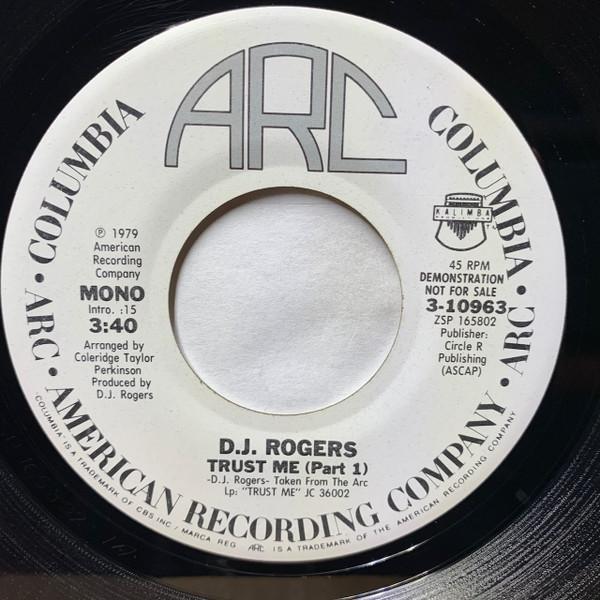 ARC
COLUMBIA • ARC • AMERICAN RECORDING COMPANY • ARC • COLUMBIA
℗ 1979
American
Recording
Company
MONO
Intro. :15
3:40
Arranged by
Coleridge Taylor
Perkinson
Produced by
D.J. Rogers
KALIMBA
45 RPM
DEMONSTRATION
NOT FOR SALE
3-10963
ZSP 165802
Publisher:
Circle R
Publishing
(ASCAP)
D.J. ROGERS
TRUST ME (Part 1)
-D.J. Rogers- Taken From The Arc
Lp: "TRUST ME" JC 36002
"COLUMBIA" IS A TRADEMARK OF CBS INC / MARCA REG ARC IS A TRADEMARK OF THE AMERICAN RECORDING COMPANY